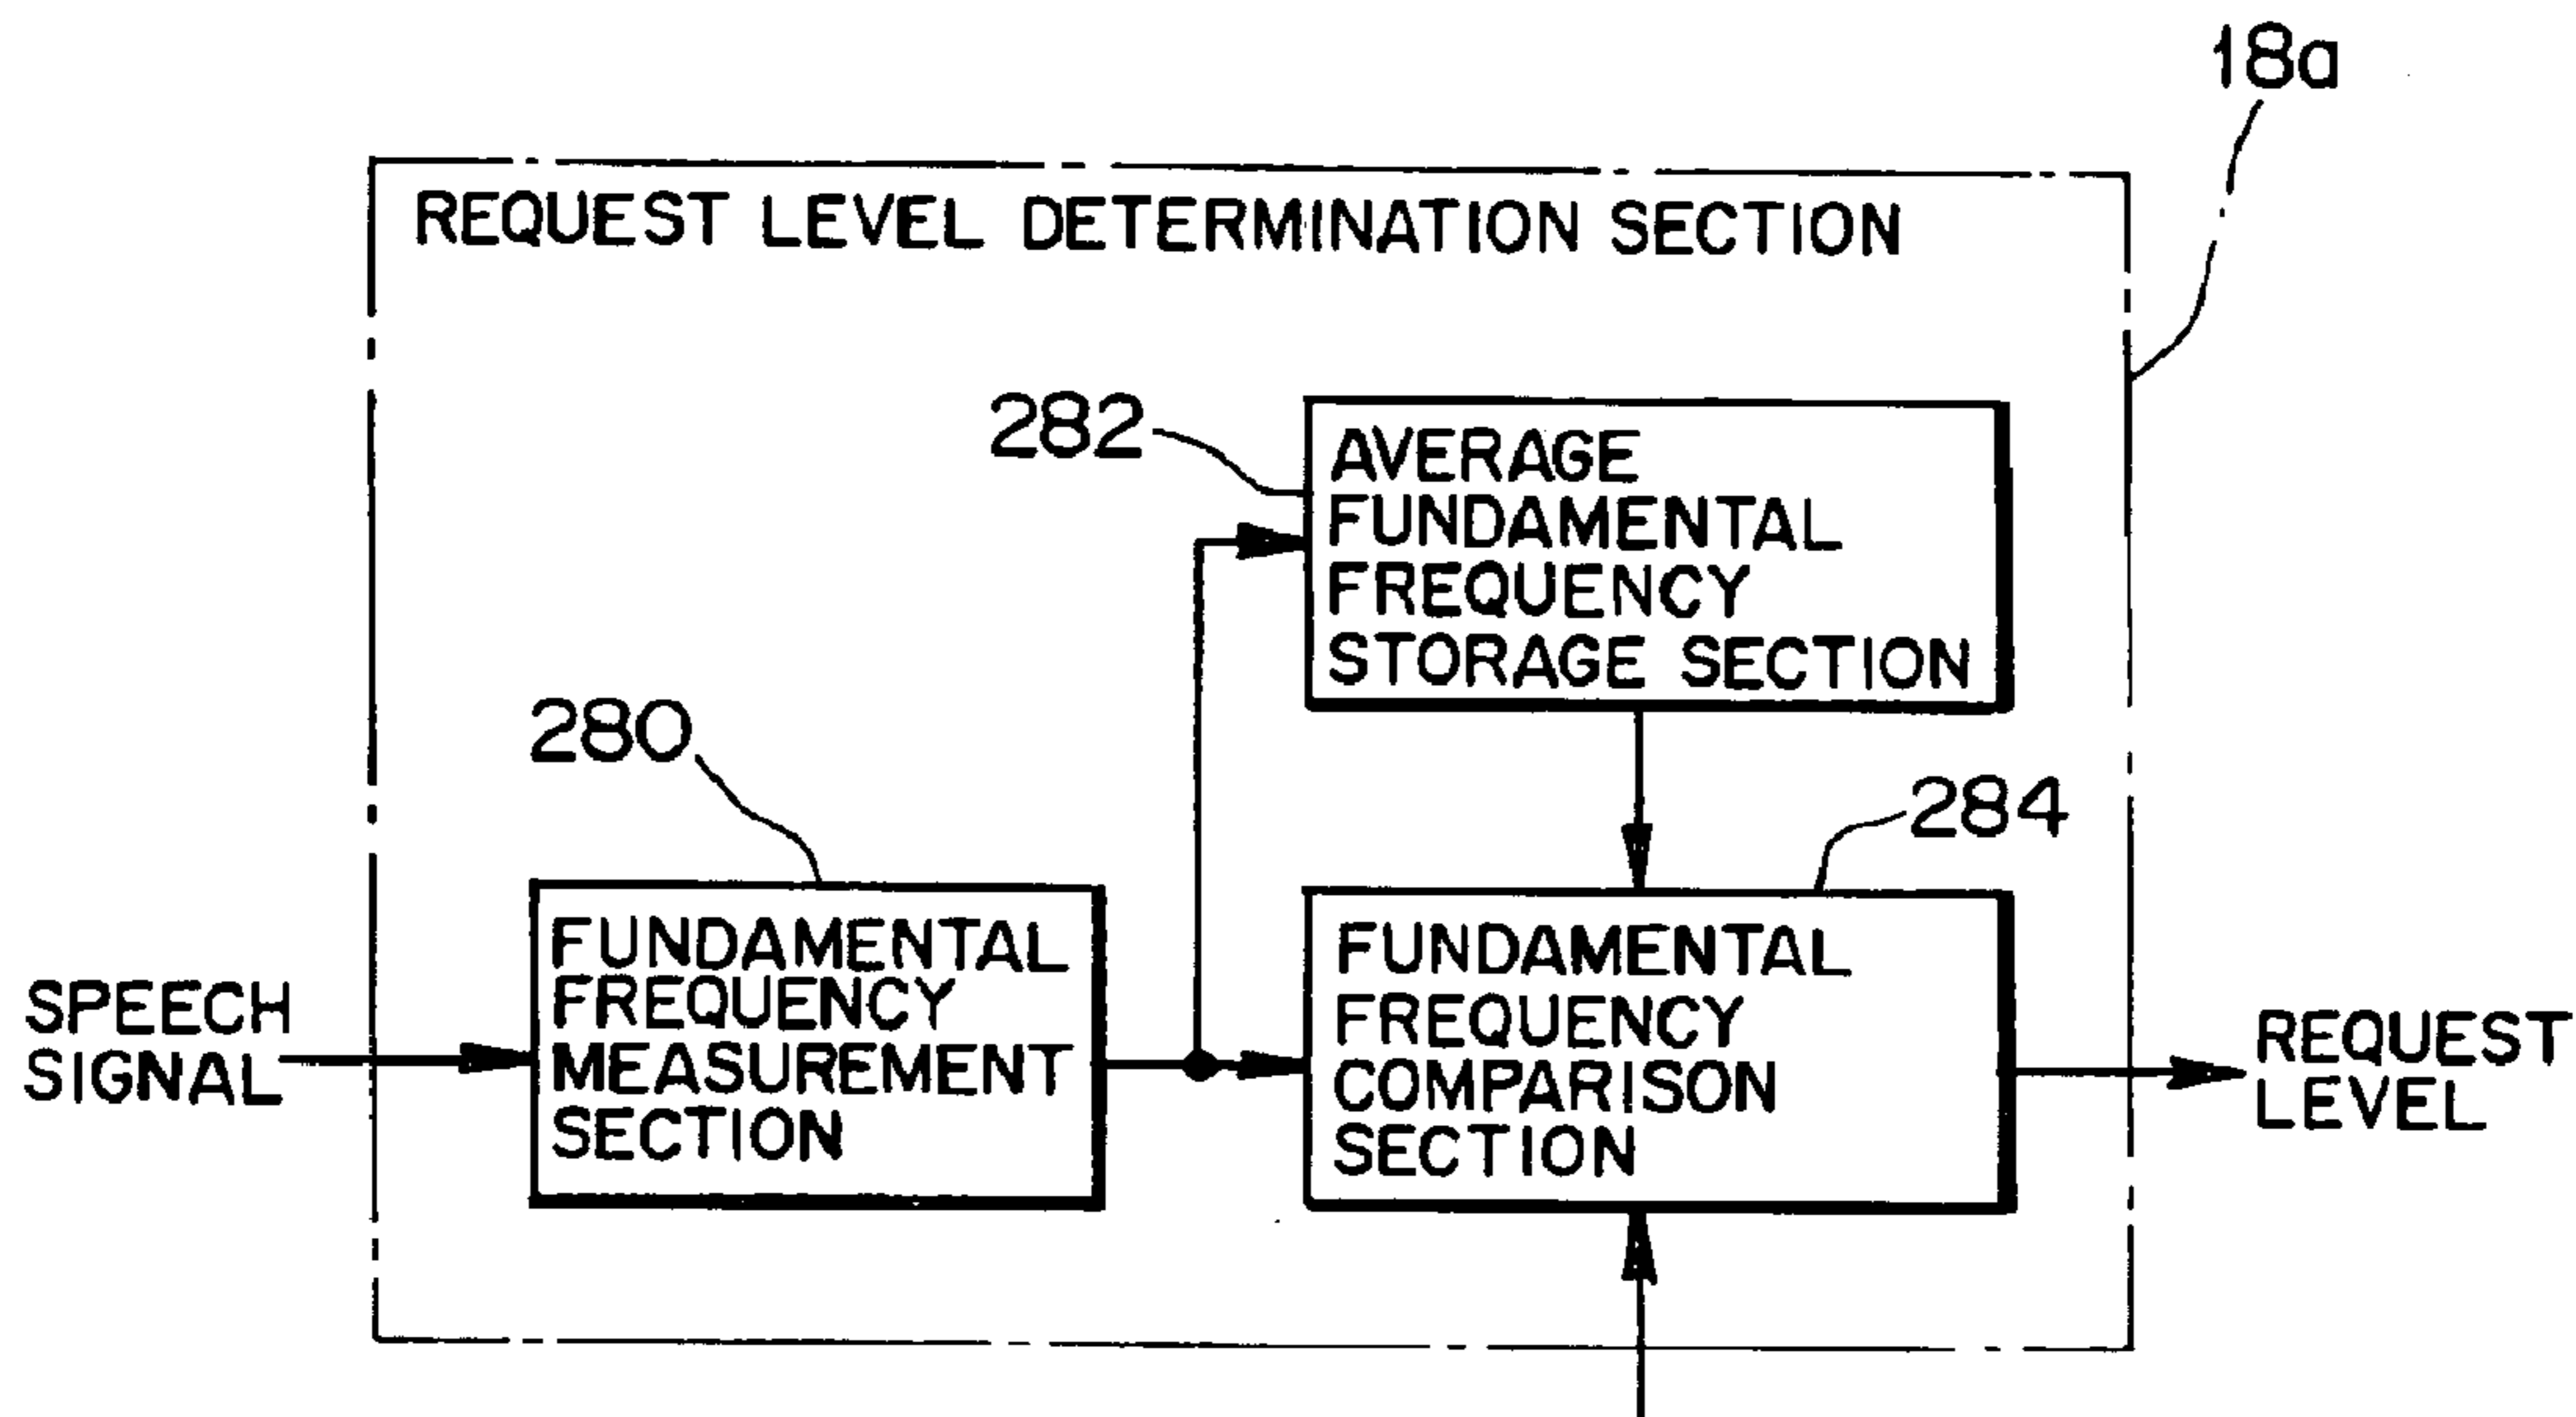 18a
REQUEST LEVEL DETERMINATION SECTION
282
AVERAGE
FUNDAMENTAL
FREQUENCY
STORAGE SECTION
280
284
FUNDAMENTAL
FREQUENCY
MEASUREMENT
SECTION
FUNDAMENTAL
FREQUENCY
COMPARISON
SECTION
SPEECH
SIGNAL
REQUEST
LEVEL